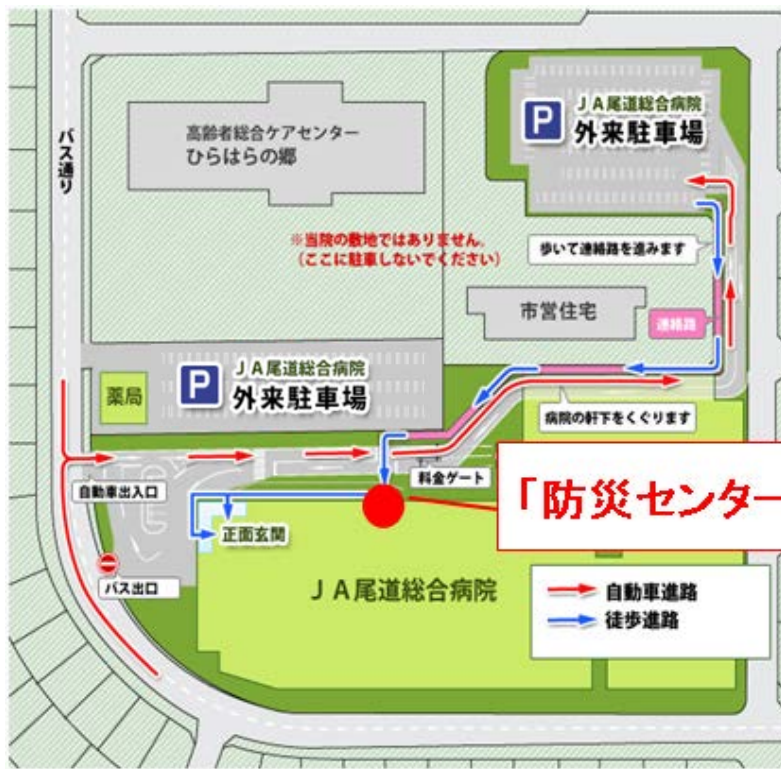 バス通り
高齢者総合ケアセンター
ひらはらの郷
P
JA尾道総合病院
外来駐車場
※当院の敷地ではありません。
（ここに駐車しないでください）
歩いて連絡路を進みます
市営住宅
連絡路
薬局
P
JA尾道総合病院
外来駐車場
病院の軒下をくぐります
自動車出入口
料金ゲート
「防災センター
正面玄関
バス出口
JA尾道総合病院
自動車進路
徒歩進路